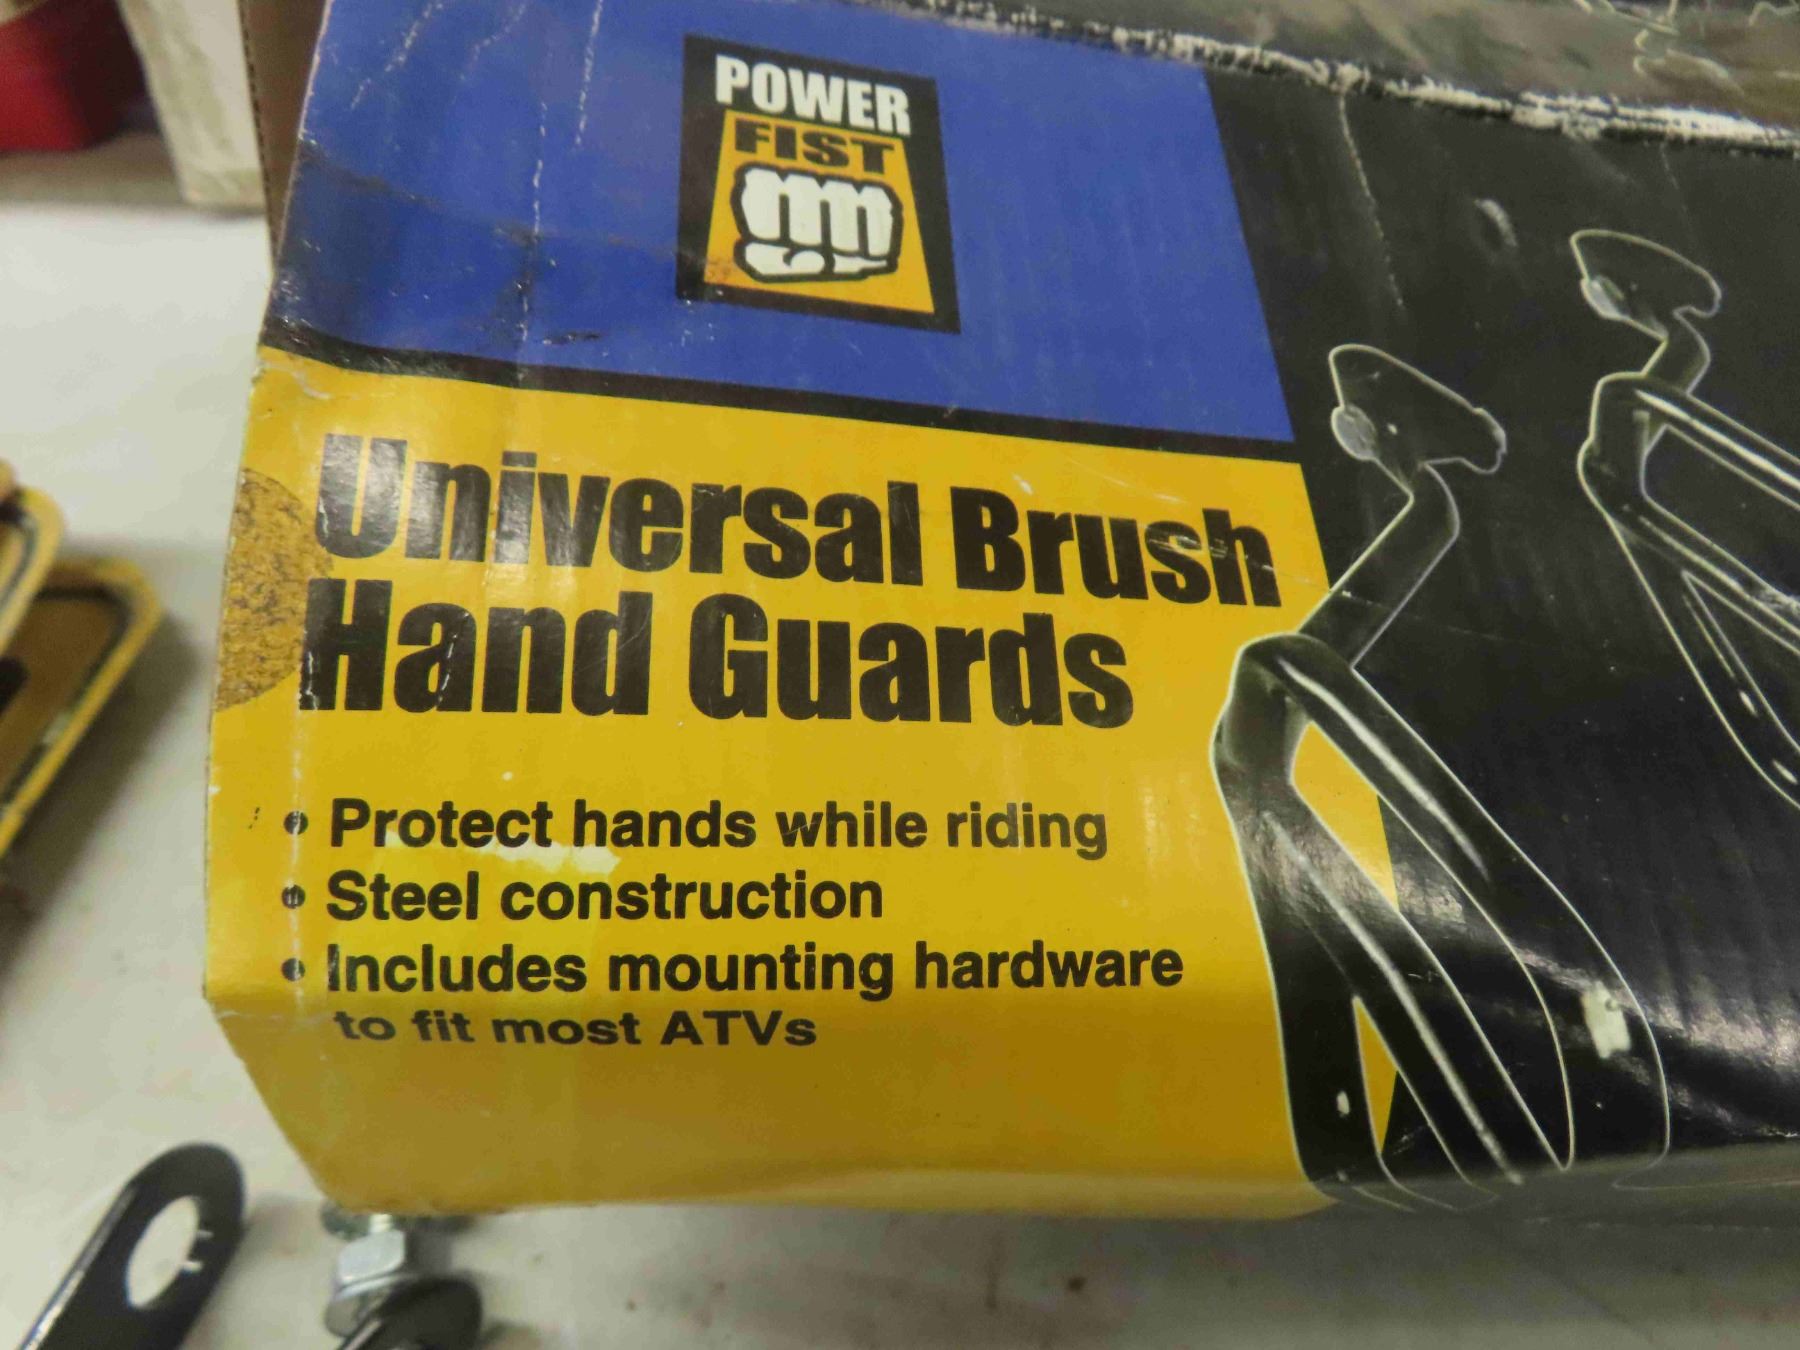 POWER
FIST
Universal Brush
Hand Guards
• Protect hands while riding
• Steel construction
• Includes mounting hardware
to fit most ATVs